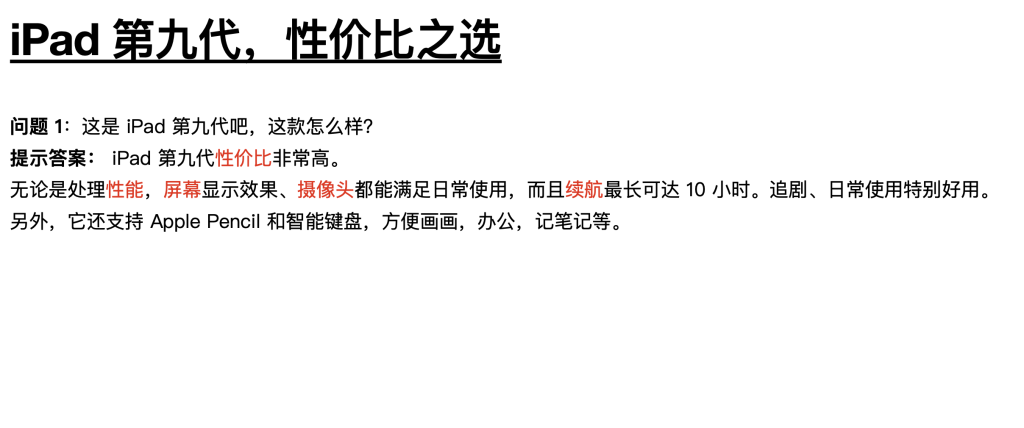 iPad 第九代，性价比之选
问题 1：这是 iPad 第九代吧，这款怎么样?
提示答案： iPad 第九代性价比非常高。
无论是处理性能，屏幕显示效果、摄像头都能满足日常使用，而且续航最长可达 10 小时。追剧、日常使用特别好用。
另外，它还支持 Apple Pencil 和智能键盘，方便画画，办公，记笔记等。